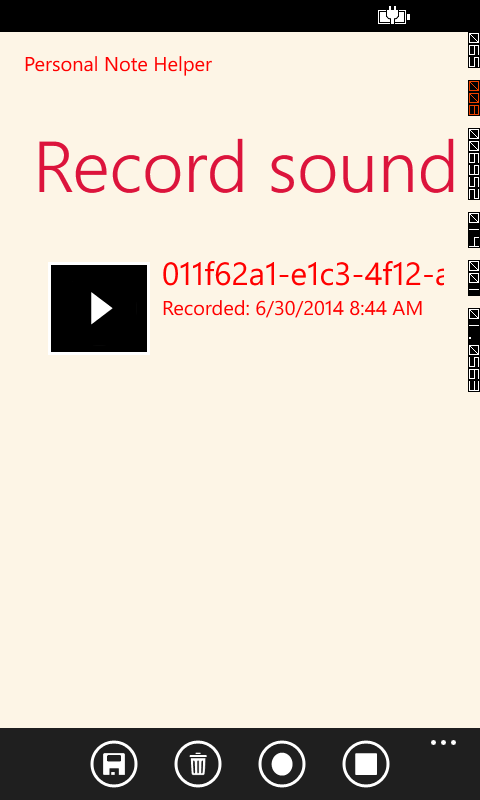 Personal Note Helper
Record sound
011f62a1-e1c3-4f12-a
Recorded: 6/30/2014 8:44 AM